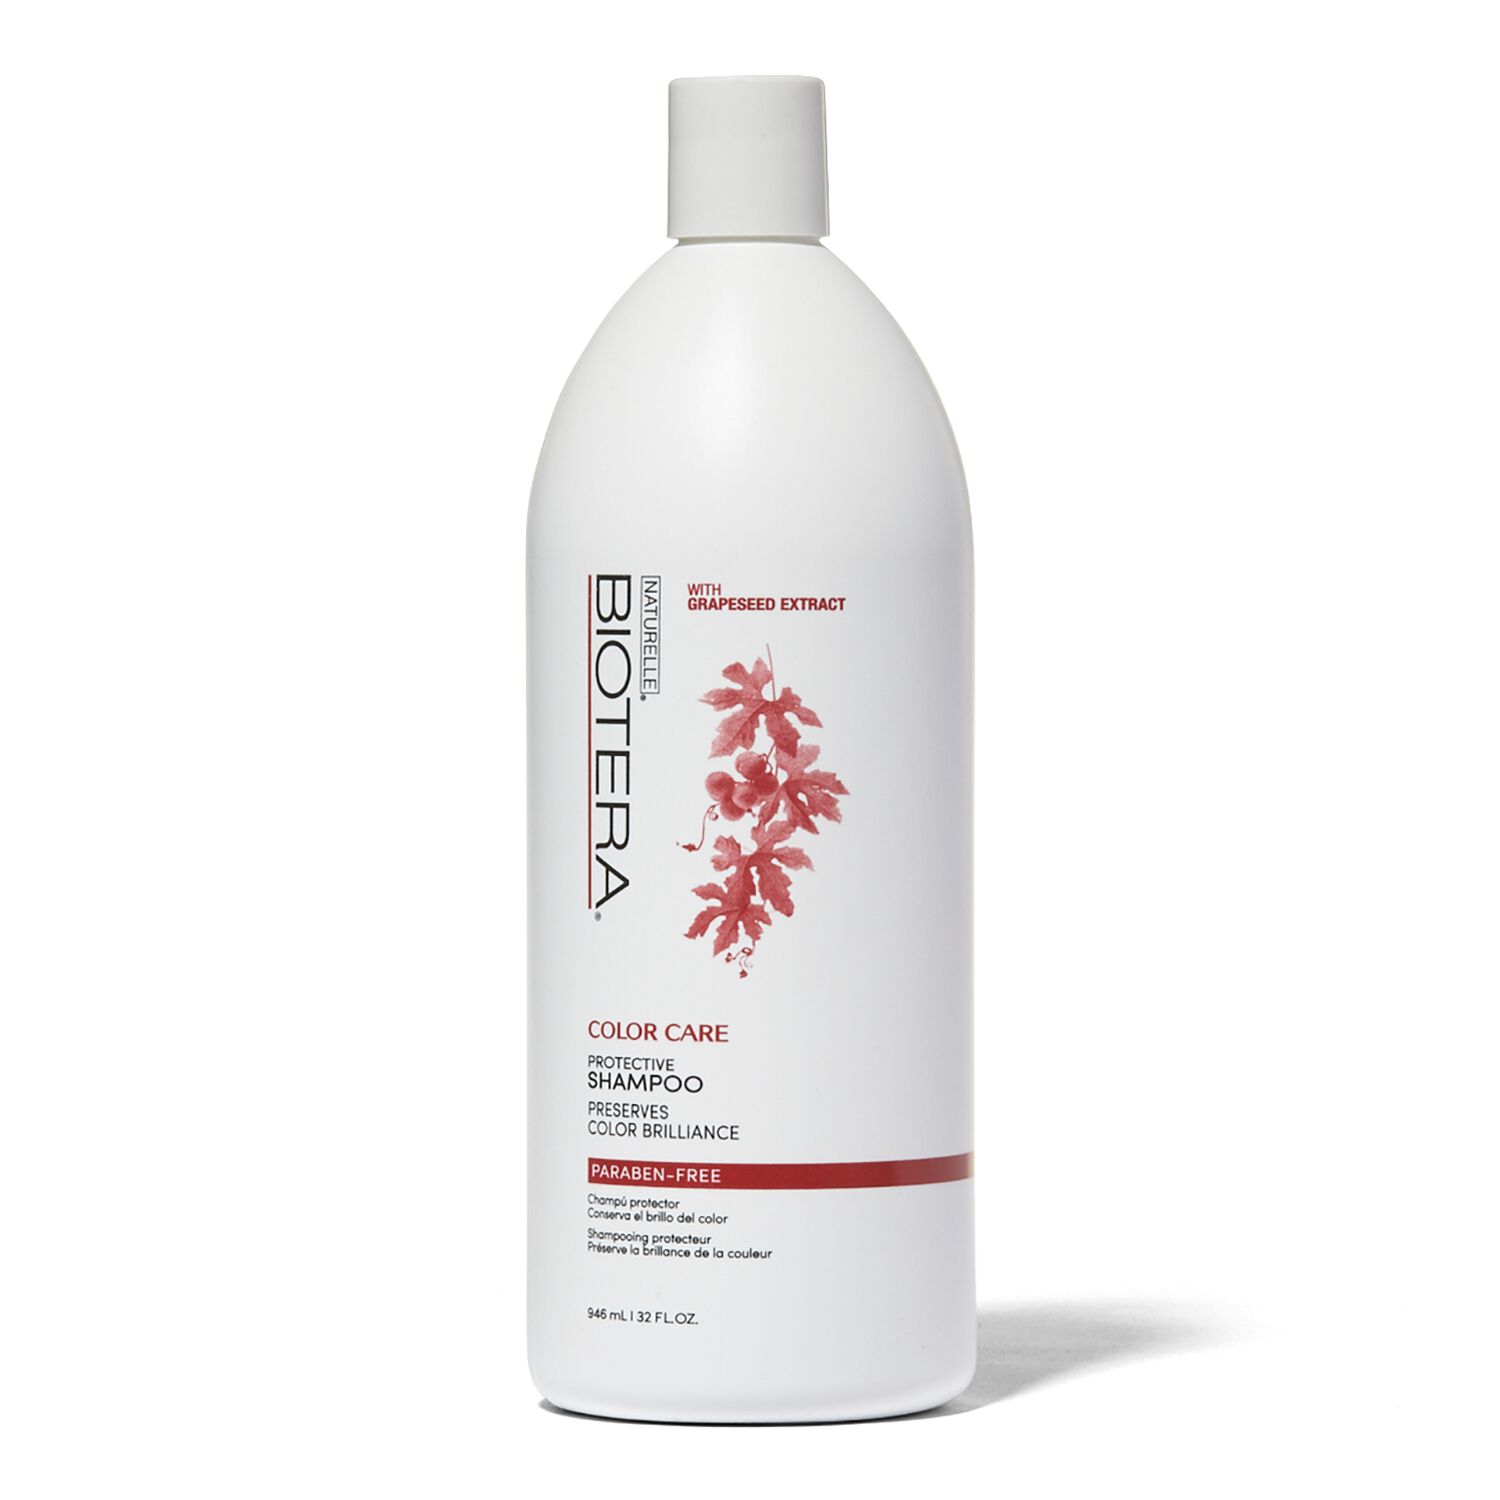 NATURELLE®
BIOTERA®
WITH
GRAPESEED EXTRACT
COLOR CARE
PROTECTIVE
SHAMPOO
PRESERVES
COLOR BRILLIANCE
PARABEN-FREE
Champú protector
Conserva el brillo del color
Shampooing protecteur
Préserve la brillance de la couleur
946 mL | 32 FL.OZ.